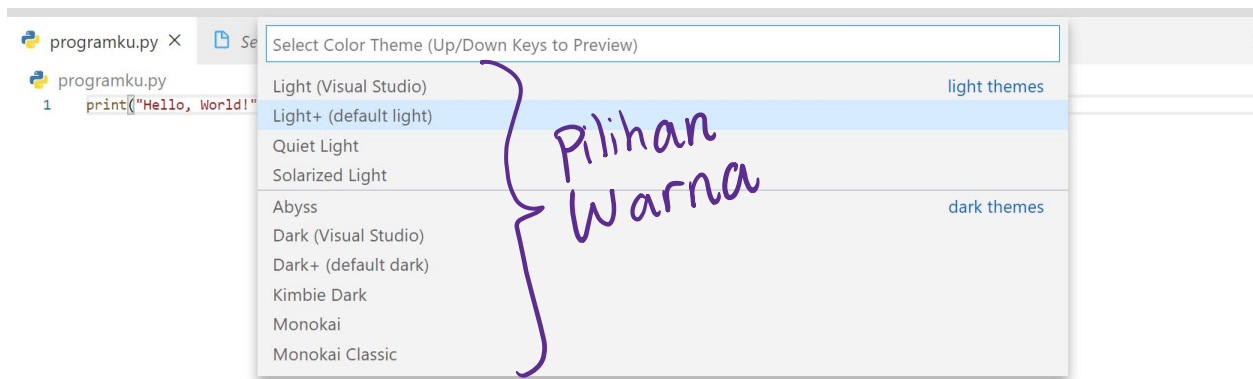 programku.py
Se
programku.py
1 print("Hello, World!"
Select Color Theme (Up/Down Keys to Preview)
Light (Visual Studio) light themes
Light+ (default light)
Quiet Light
Solarized Light
Abyss dark themes
Dark (Visual Studio)
Dark+ (default dark)
Kimbie Dark
Monokai
Monokai Classic
Pilihan
Warna